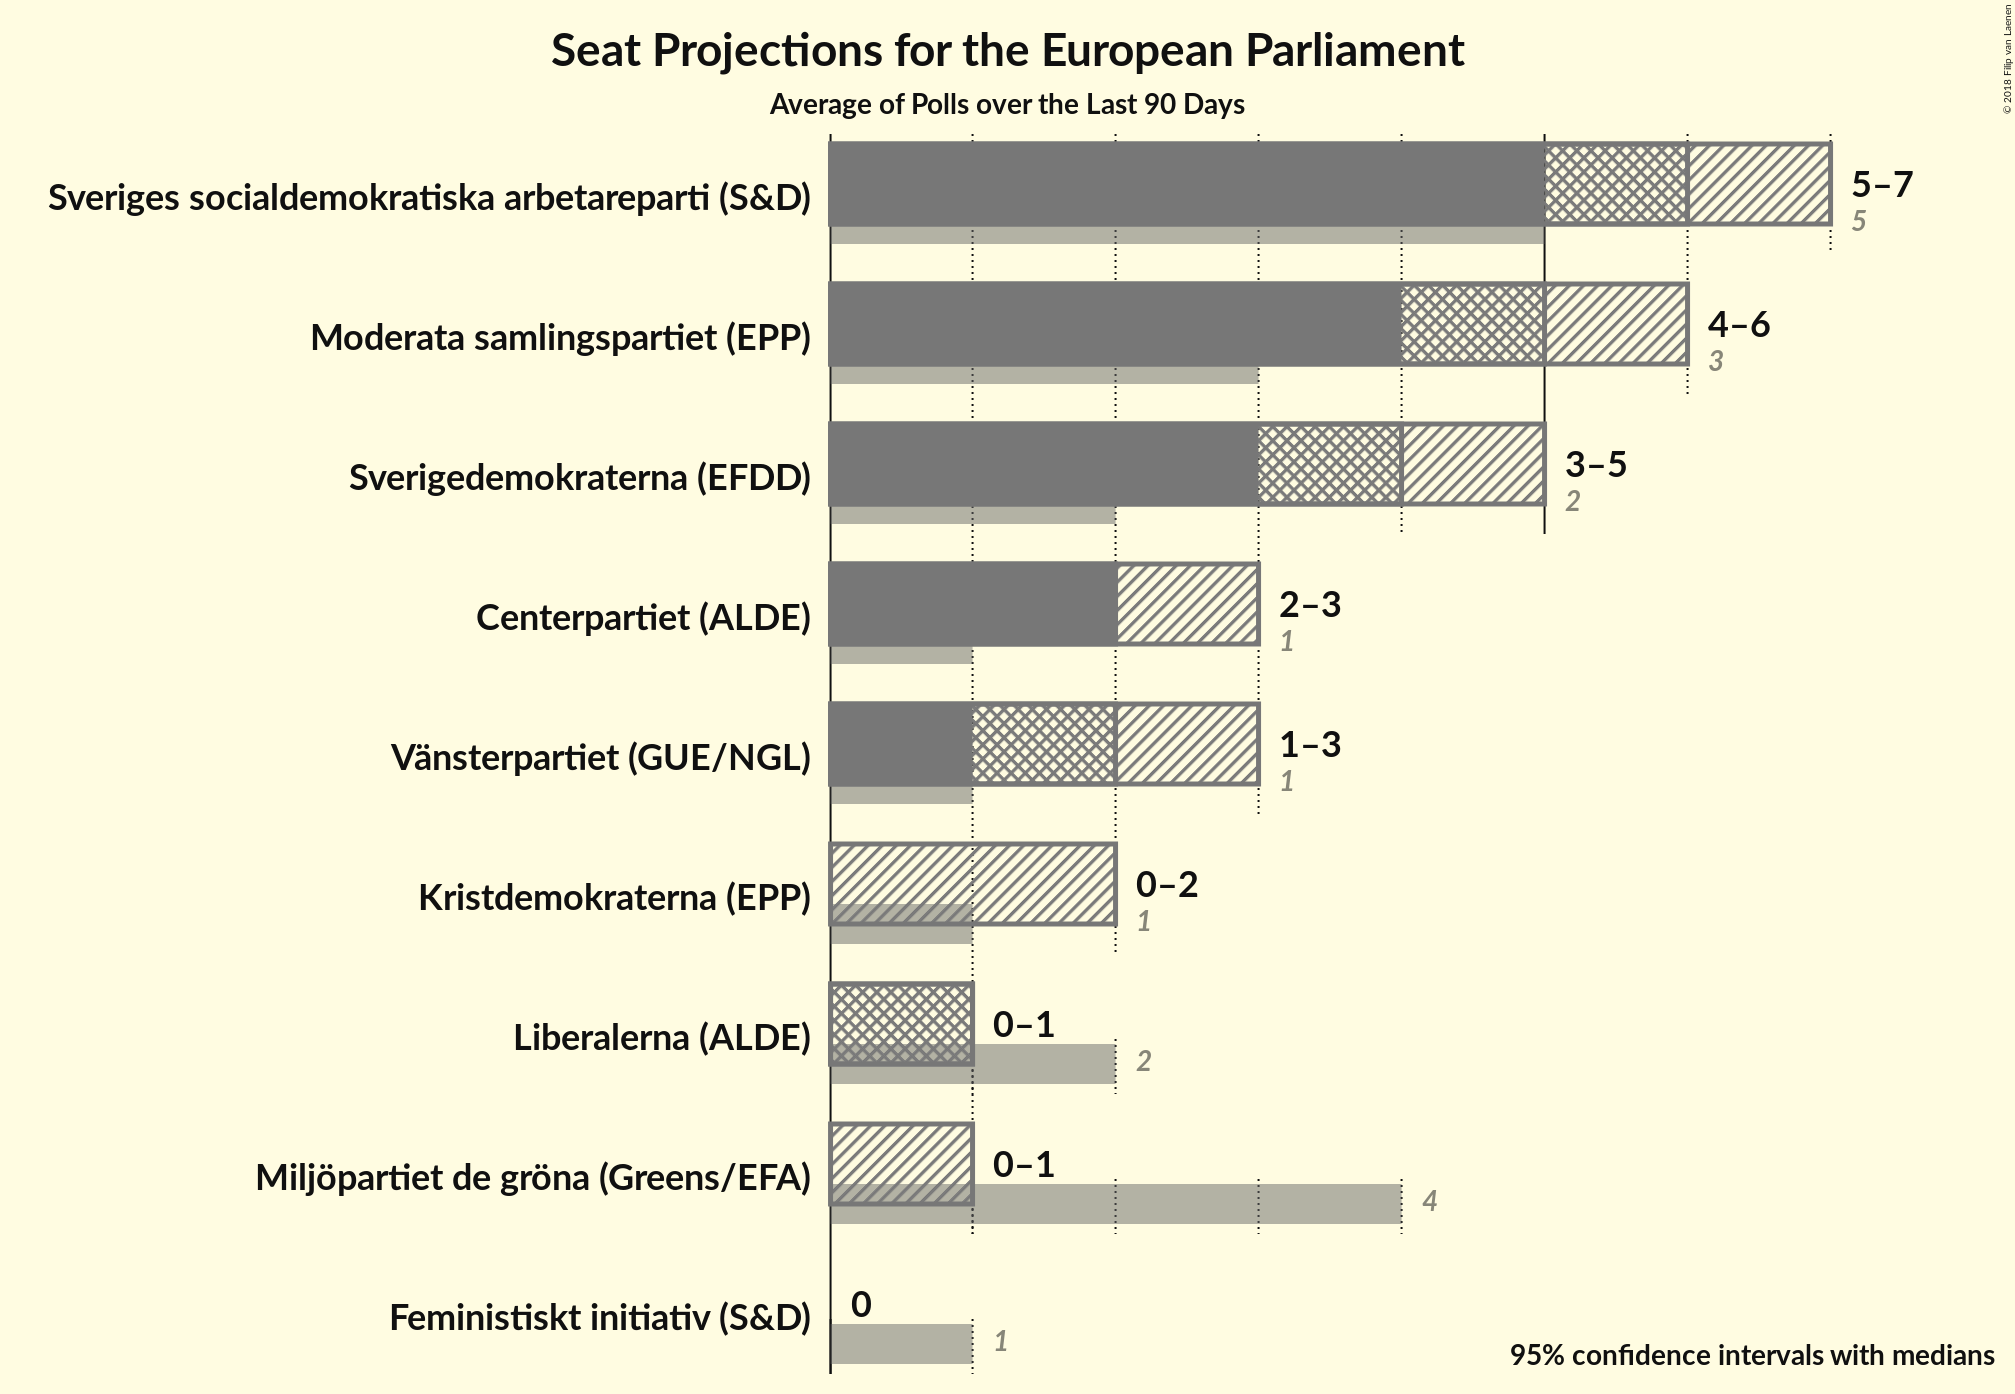 Seat Projections for the European Parliament
Average of Polls over the Last 90 Days
© 2018 Filip van Laenen
Sveriges socialdemokratiska arbetareparti (S&D)
5–7
5
Moderata samlingspartiet (EPP)
4–6
3
Sverigedemokraterna (EFDD)
3–5
2
Centerpartiet (ALDE)
2–3
1
Vänsterpartiet (GUE/NGL)
1–3
1
Kristdemokraterna (EPP)
0–2
1
Liberalerna (ALDE)
0–1
2
Miljöpartiet de gröna (Greens/EFA)
0–1
4
Feministiskt initiativ (S&D)
0
1
95% confidence intervals with medians